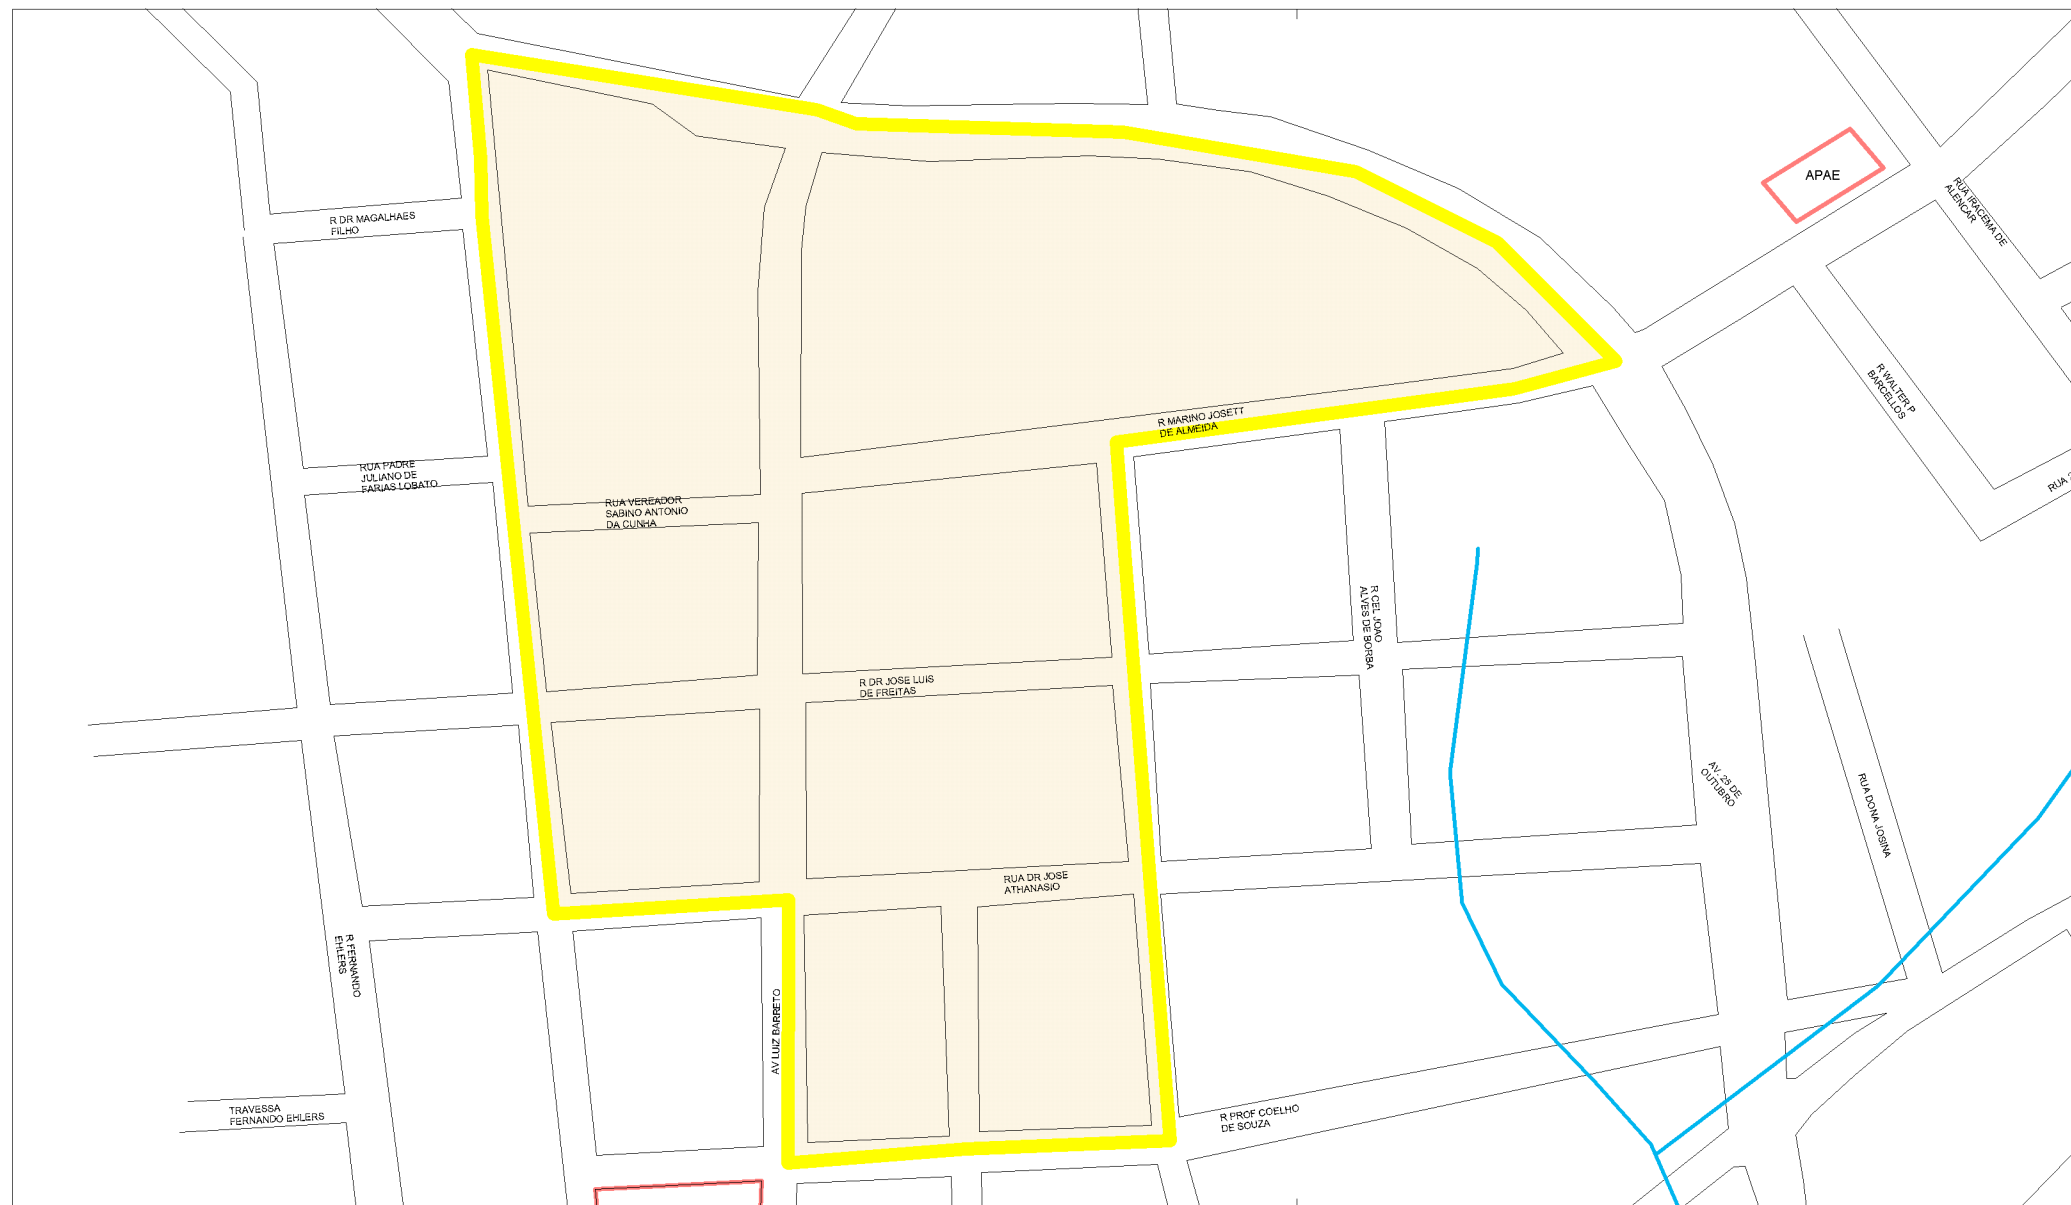 APAE
RUA IRACEMA DE
ALENCAR
R DR MAGALHAES
FILHO
R WALTER P
BARCELLOS
R MARINO JOSETT
DE ALMEIDA
RUA PADRE
JULIANO DE
FARIAS LOBATO
RUA VEREADOR
SABINO ANTONIO
DA CUNHA
RUA
R CEL JOAO
ALVES DE BORBA
R DR JOSE LUIS
DE FREITAS
AV. 25 DE
OUTUBRO
RUA DONA JOSINA
RUA DR JOSE
ATHANASIO
R FERNANDO
EHLERS
AV LUIZ BARRETO
TRAVESSA
FERNANDO EHLERS
R PROF COELHO
DE SOUZA